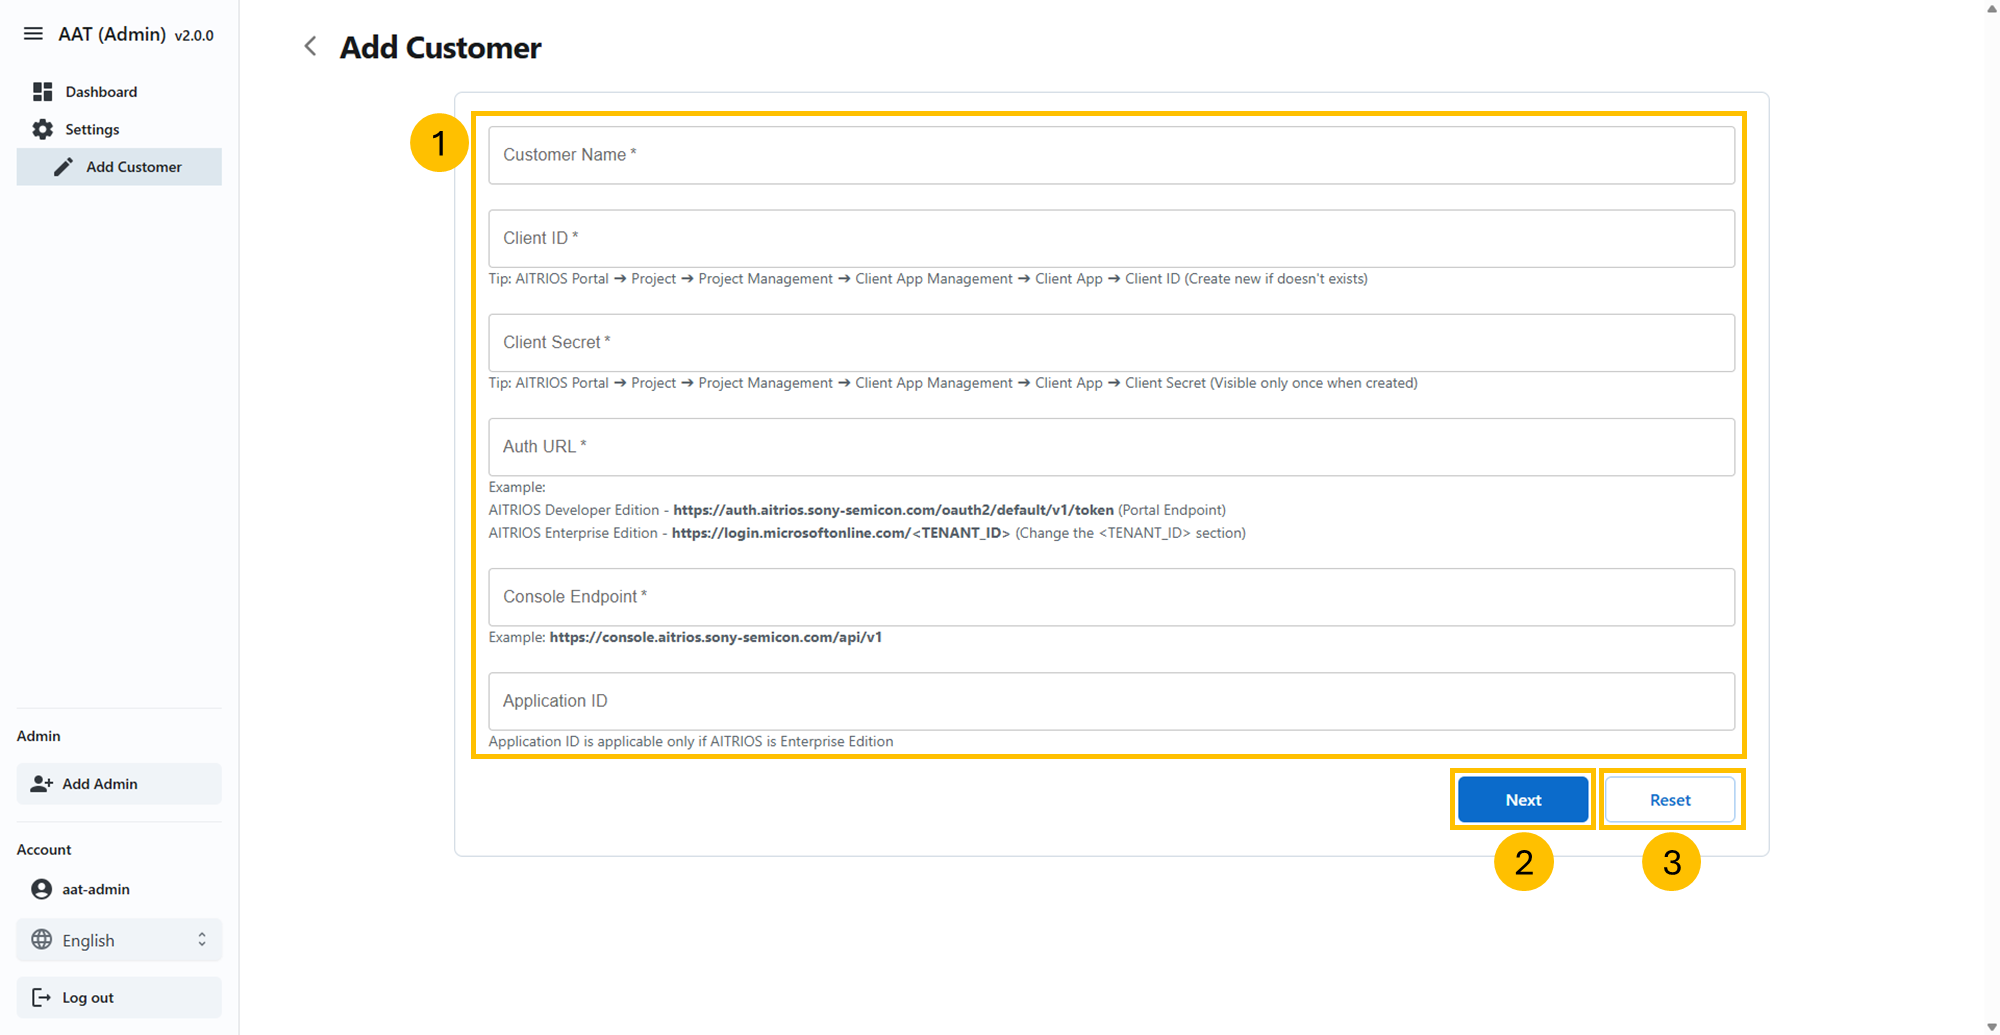 AAT (Admin) v2.0.0
Dashboard
Settings
Add Customer
Admin
Add Admin
Account
aat-admin
English
Log out
Add Customer
1
Customer Name *
Client ID *
Tip: AITRIOS Portal ➔ Project ➔ Project Management ➔ Client App Management ➔ Client App ➔ Client ID (Create new if doesn't exists)
Client Secret *
Tip: AITRIOS Portal ➔ Project ➔ Project Management ➔ Client App Management ➔ Client App ➔ Client Secret (Visible only once when created)
Auth URL *
Example:
AITRIOS Developer Edition - https://auth.aitrios.sony-semicon.com/oauth2/default/v1/token (Portal Endpoint)
AITRIOS Enterprise Edition - https://login.microsoftonline.com/<TENANT_ID> (Change the <TENANT_ID> section)
Console Endpoint *
Example: https://console.aitrios.sony-semicon.com/api/v1
Application ID
Application ID is applicable only if AITRIOS is Enterprise Edition
Next
Reset
2
3